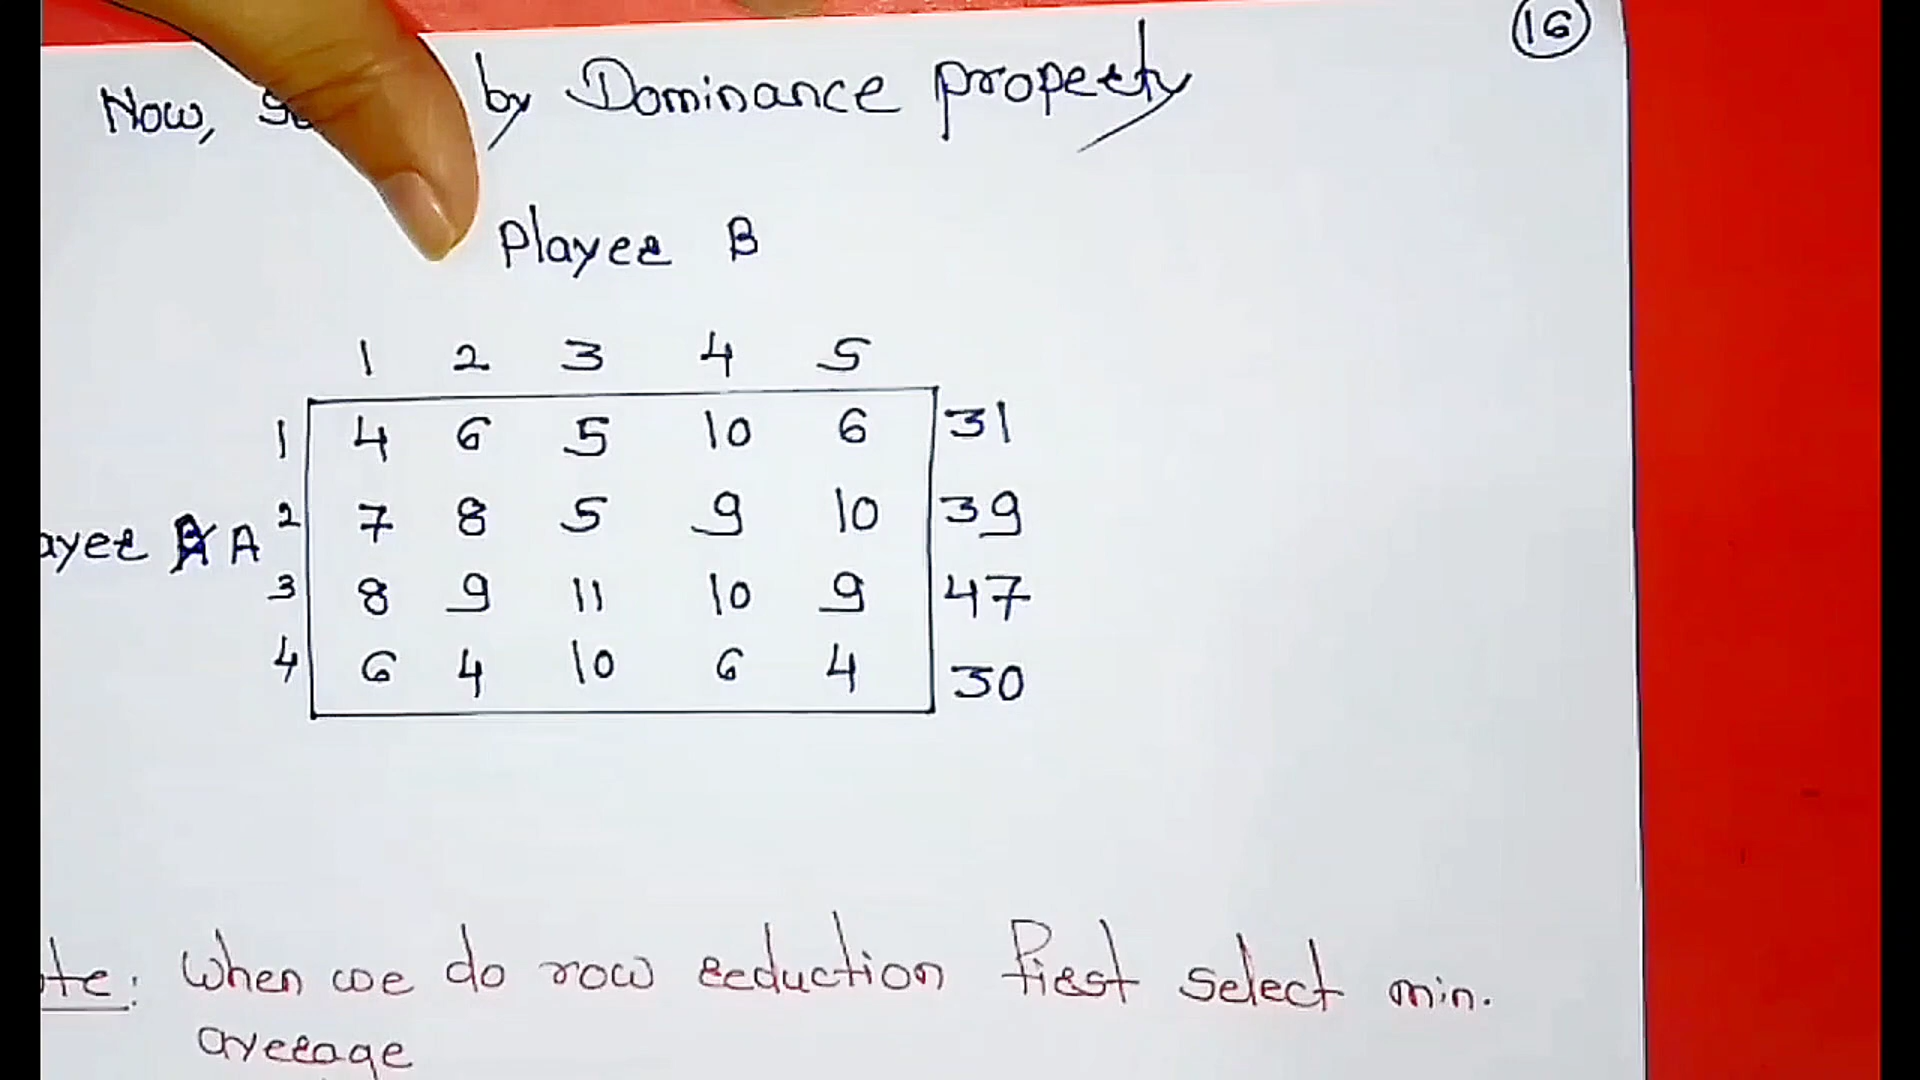 16
Now, by Dominance property
Player B
1 2 3 4 5
1 4 6 5 10 6 31
2 7 8 5 9 10 39
ayer A
3 8 9 11 10 9 47
4 6 4 10 6 4 30
te: When we do row reduction first select min.
average